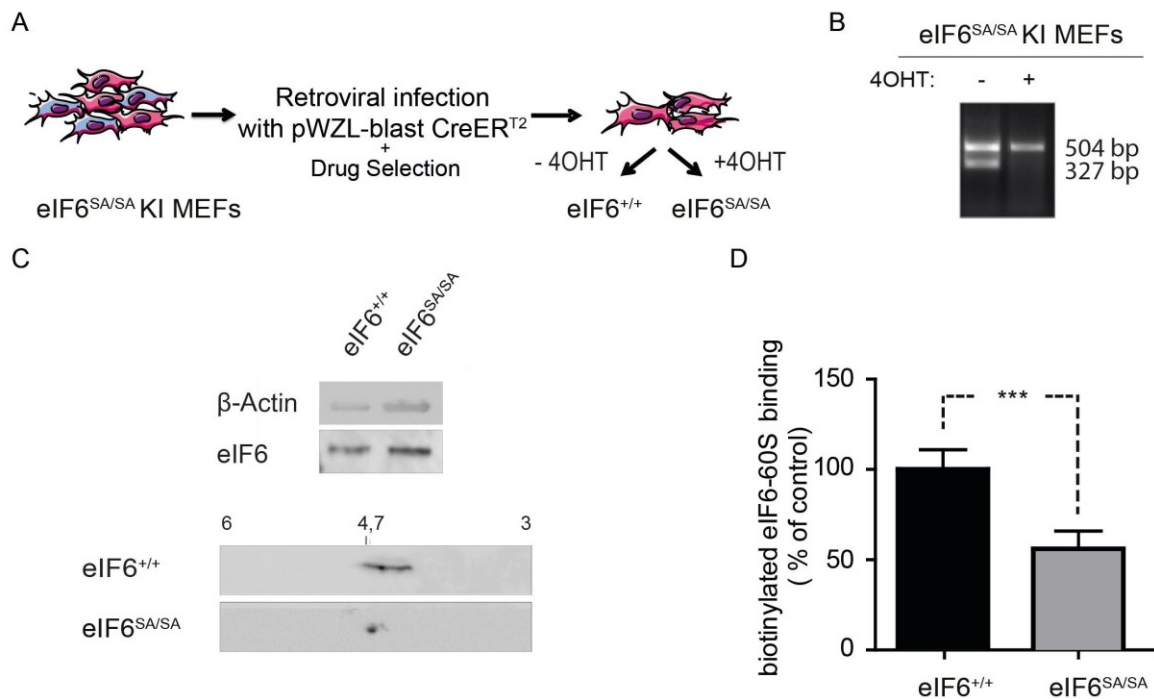 A
eIF6SA/SA KI MEFs
Retroviral infection
with pWZL-blast CreERT2
+
Drug Selection
- 4OHT
+4OHT
eIF6+/+
eIF6SA/SA
B
eIF6SA/SA KI MEFs
4OHT: - +
504 bp
327 bp
C
eIF6+/+
eIF6SA/SA
β-Actin
eIF6
6 4,7 3
eIF6+/+
eIF6SA/SA
D
biotinylated eIF6-60S binding
( % of control)
150
100
50
0
***
eIF6+/+
eIF6SA/SA